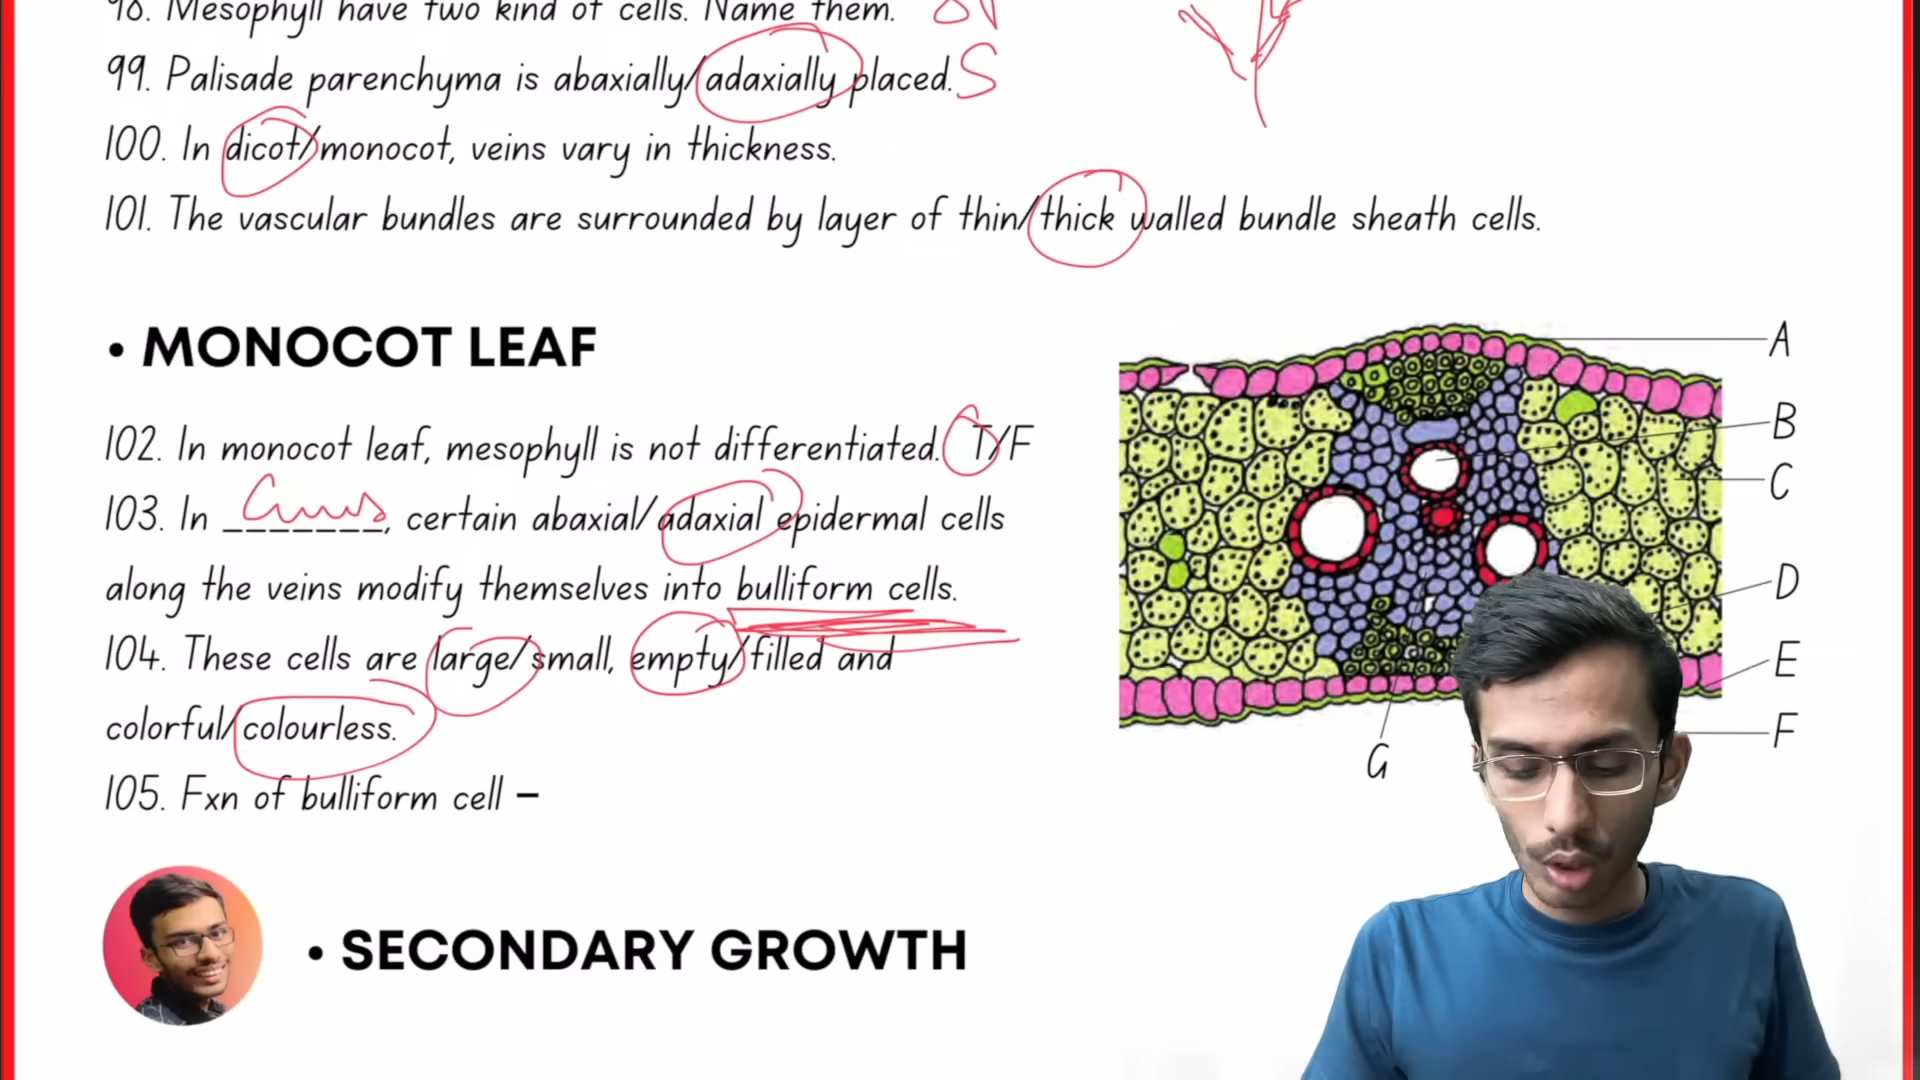 98. Mesophyll have two kind of cells. Name them.
99. Palisade parenchyma is abaxially/adaxially placed. S
100. In dicot/monocot, veins vary in thickness.
101. The vascular bundles are surrounded by layer of thin/thick walled bundle sheath cells.
• MONOCOT LEAF
102. In monocot leaf, mesophyll is not differentiated. T/F
103. In _______, certain abaxial/adaxial epidermal cells
along the veins modify themselves into bulliform cells.
104. These cells are large/small, empty/filled and
colorful/colourless.
105. Fxn of bulliform cell –
A
B
C
D
E
F
G
• SECONDARY GROWTH